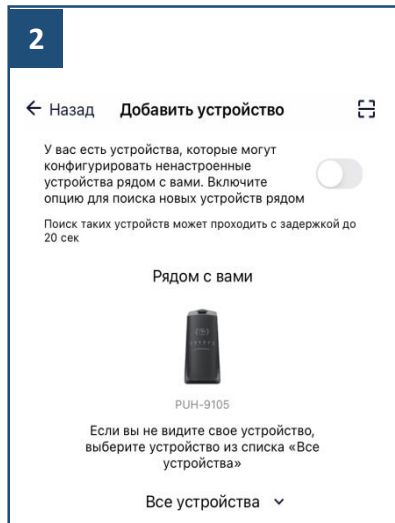 2
← Назад Добавить устройство
У вас есть устройства, которые могут
конфигурировать ненастроенные
устройства рядом с вами. Включите
опцию для поиска новых устройств рядом
Поиск таких устройств может проходить с задержкой до
20 сек
Рядом с вами
PUH-9105
Если вы не видите свое устройство,
выберите устройство из списка «Все
устройства»
Все устройства